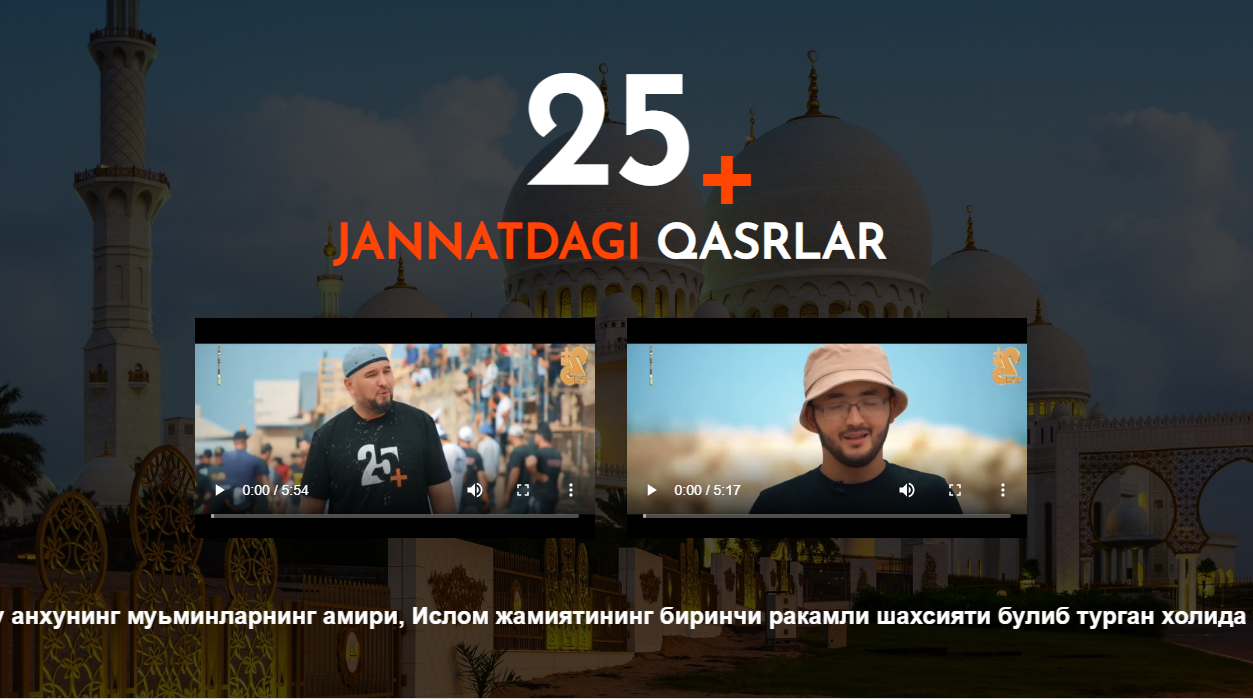 25+
JANNATDAGI QASRLAR
25+
0:00 / 5:54
0:00 / 5:17
анхунинг муьминларнинг амири, Ислом жамиятининг биринчи ракамли шахсияти булиб турган холида